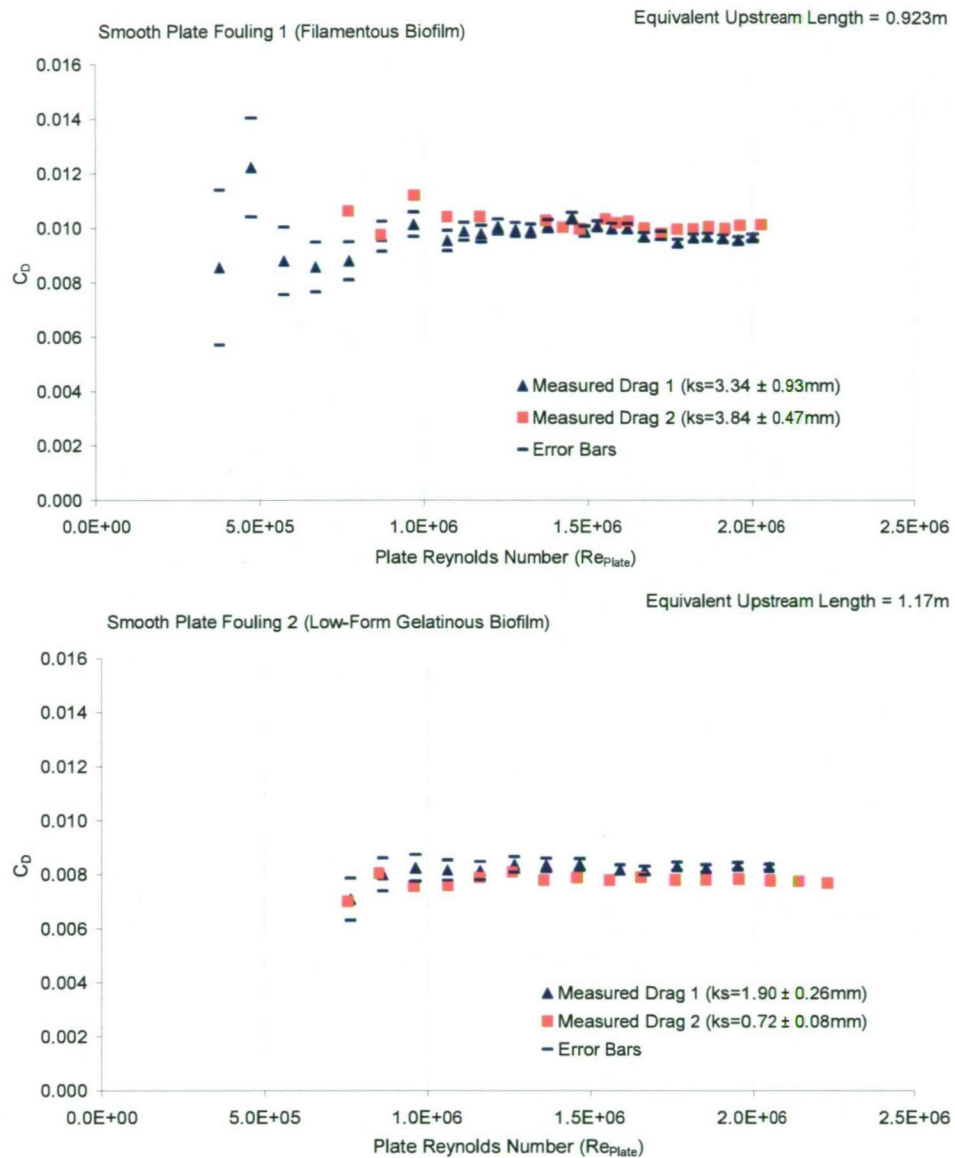 Equivalent Upstream Length = 0.923m
Smooth Plate Fouling 1 (Filamentous Biofilm)
0.016
0.014
0.012
0.010
0.008
0.006
0.004
0.002
0.000
C_D
▲ Measured Drag 1 (ks=3.34 ± 0.93mm)
■ Measured Drag 2 (ks=3.84 ± 0.47mm)
– Error Bars
0.0E+00 5.0E+05 1.0E+06 1.5E+06 2.0E+06 2.5E+06
Plate Reynolds Number (Re_Plate)
Equivalent Upstream Length = 1.17m
Smooth Plate Fouling 2 (Low-Form Gelatinous Biofilm)
0.016
0.014
0.012
0.010
0.008
0.006
0.004
0.002
0.000
C_D
▲ Measured Drag 1 (ks=1.90 ± 0.26mm)
■ Measured Drag 2 (ks=0.72 ± 0.08mm)
– Error Bars
0.0E+00 5.0E+05 1.0E+06 1.5E+06 2.0E+06 2.5E+06
Plate Reynolds Number (Re_Plate)